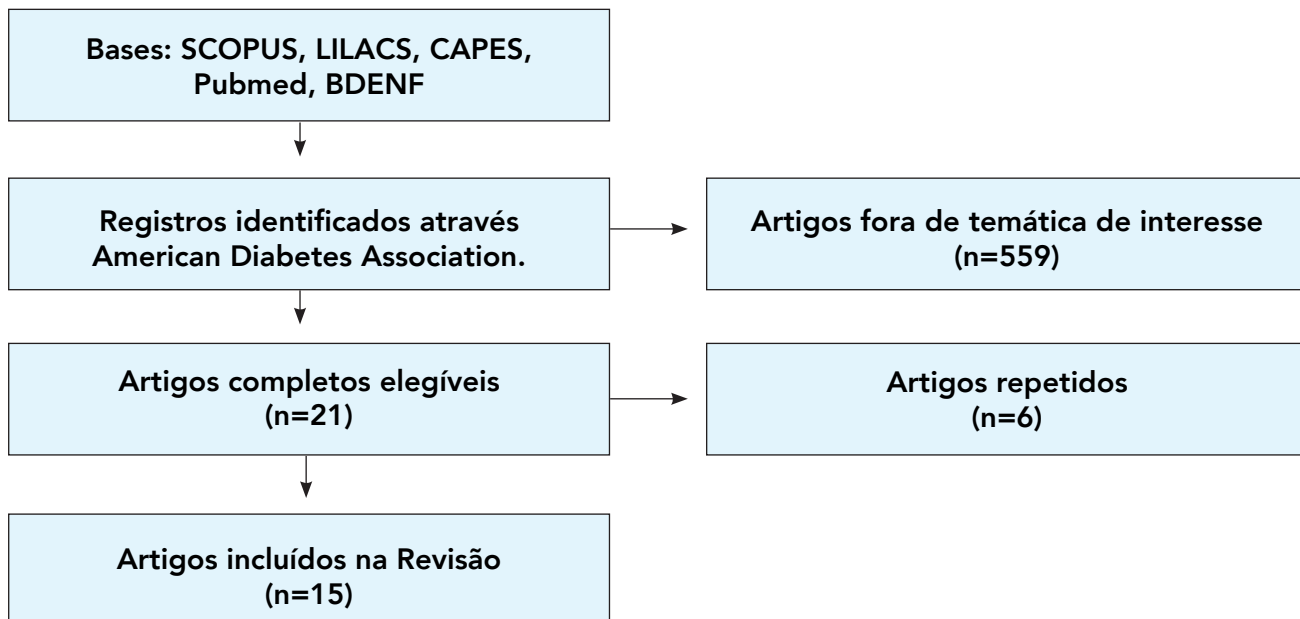 Bases: SCOPUS, LILACS, CAPES,
Pubmed, BDENF
Registros identificados através
American Diabetes Association.
Artigos fora de temática de interesse
(n=559)
Artigos completos elegíveis
(n=21)
Artigos repetidos
(n=6)
Artigos incluídos na Revisão
(n=15)